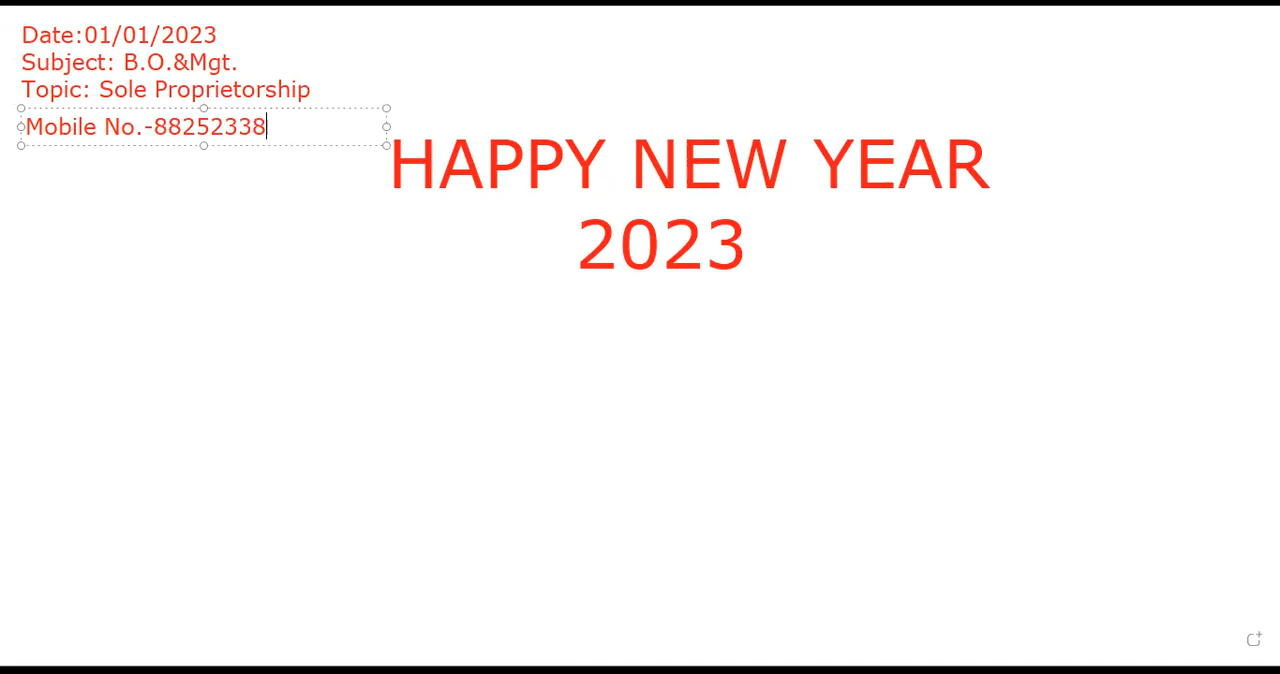 Date:01/01/2023
Subject: B.O.&Mgt.
Topic: Sole Proprietorship
Mobile No.-88252338
HAPPY NEW YEAR
2023